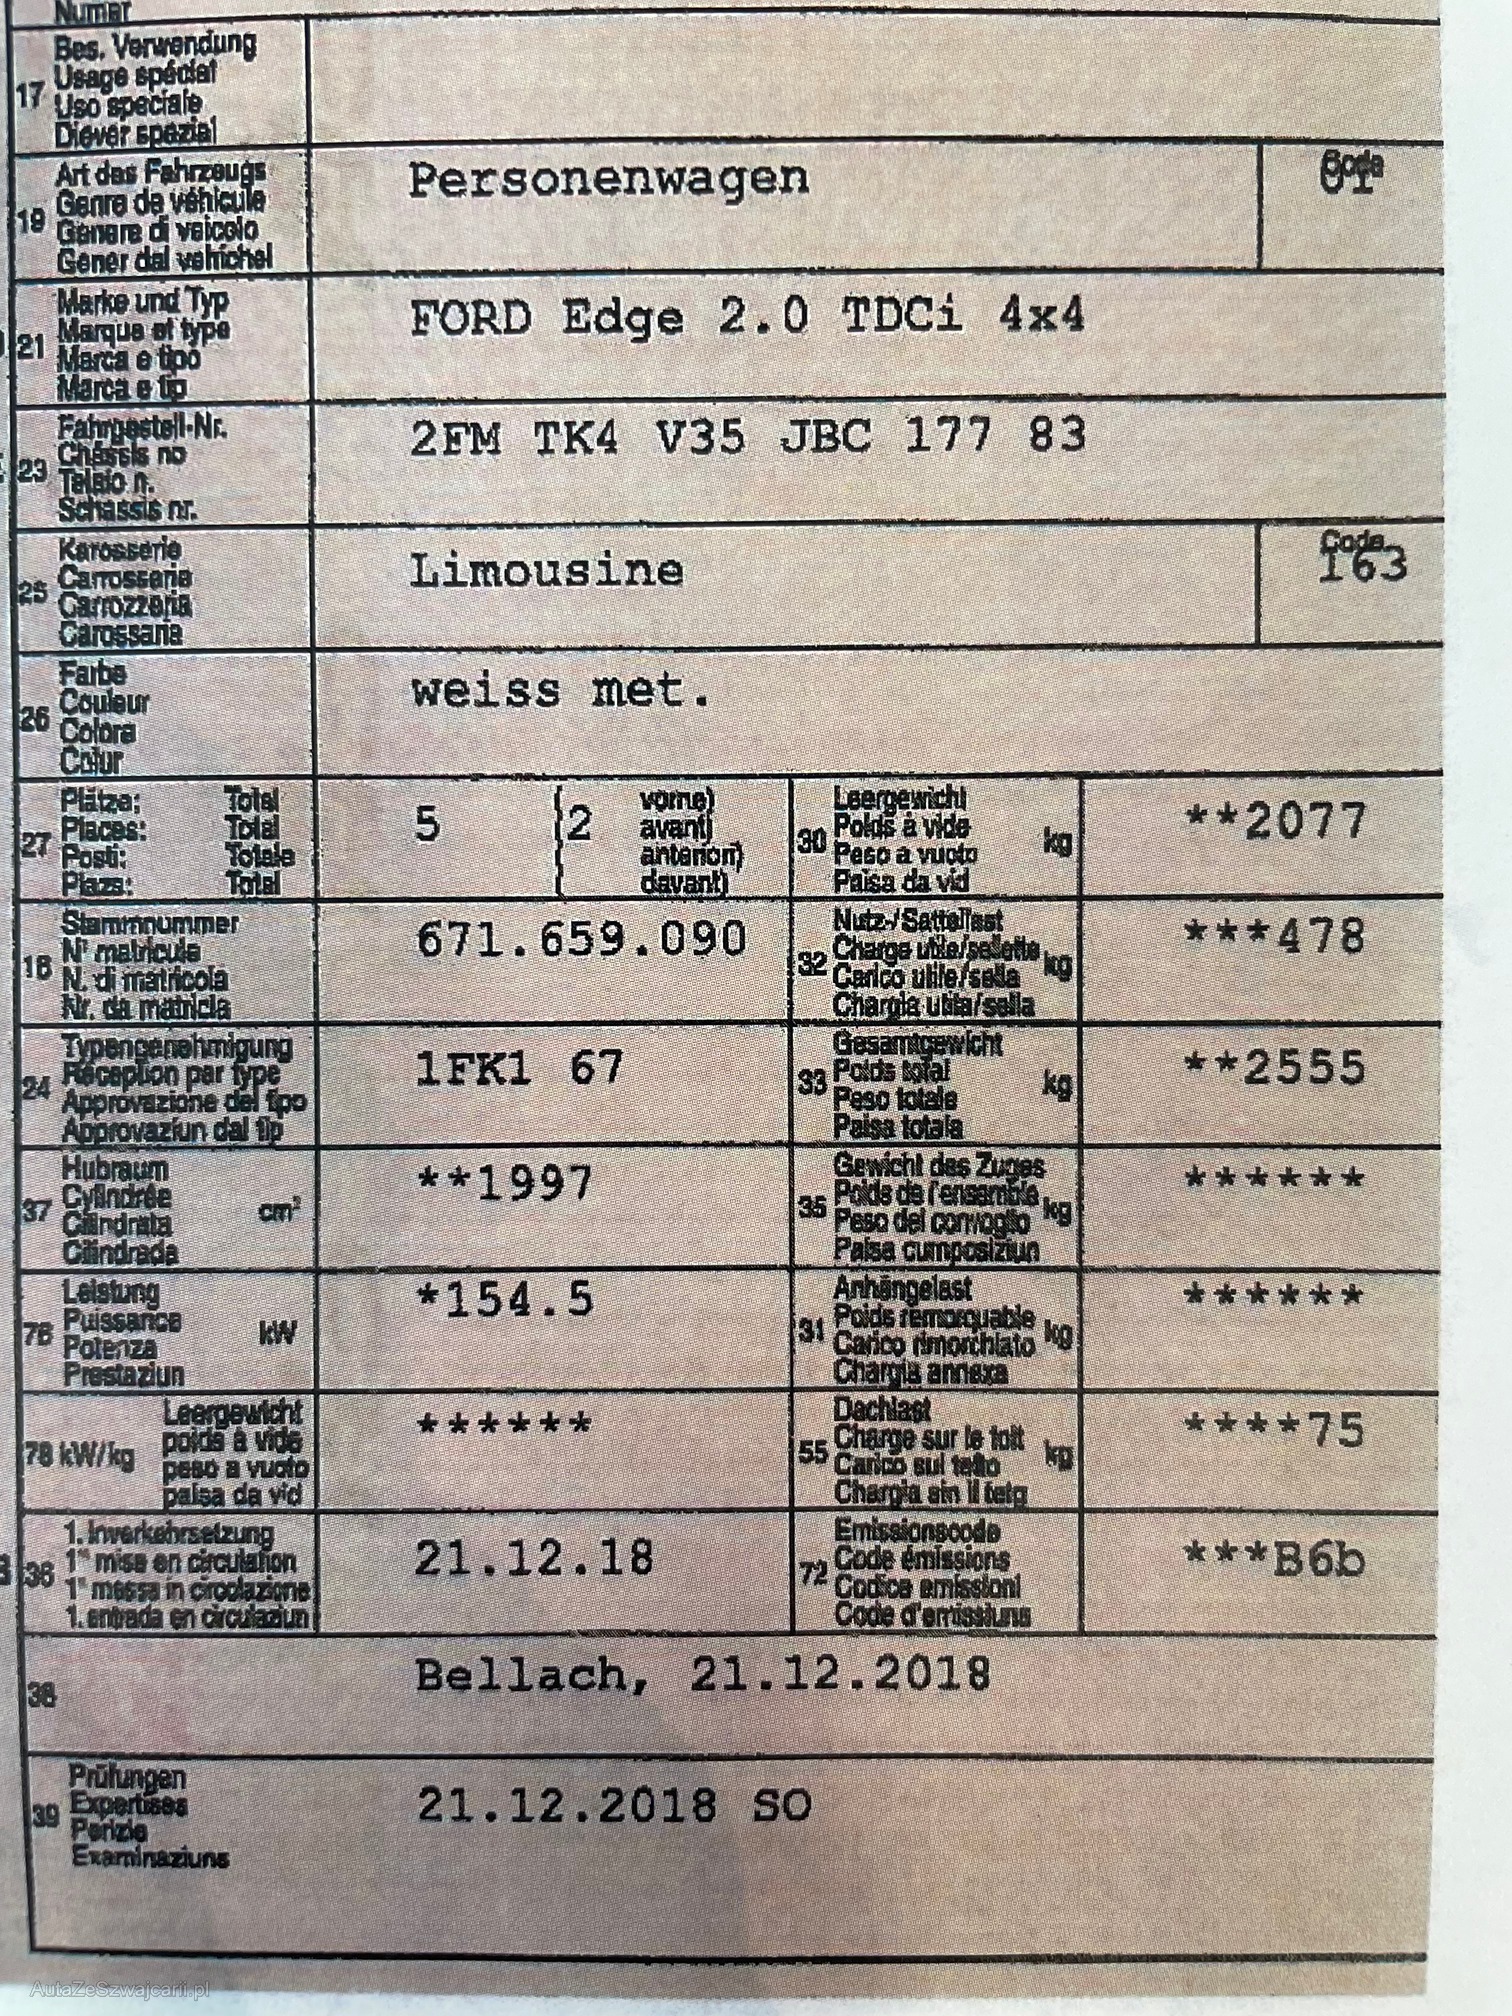 Numer
17 Bes. Verwendung
Usage spécial
Uso speciale
Diever spezial
19 Art des Fahrzeugs
Genre de véhicule
Genere di veicolo
Gener dal vehichel
Personenwagen
Code
01
21 Marke und Typ
Marque et type
Marca e tipo
Marca e tip
FORD Edge 2.0 TDCi 4x4
23 Fahrgestell-Nr.
Châssis no
Telaio n.
Schassis nr.
2FM TK4 V35 JBC 177 83
25 Karosserie
Carrosserie
Carrozzeria
Carossaria
Limousine
Code
163
26 Farbe
Couleur
Colore
Colur
weiss met.
27 Plätze: Total
Places: Total
Posti: Totale
Plazs: Total
5 2 vorne)
avant)
anteriori)
davant)
30 Leergewicht
Poids à vide
Peso a vuoto
Paisa da vid
kg
**2077
18 Stammnummer
N° matricule
N. di matricola
Nr. da matricla
671.659.090
32 Nutz-/Sattellast
Charge utile/sellette
Carico utile/sella
Chargia utila/sella
kg
***478
24 Typengenehmigung
Réception par type
Approvazione del tipo
Approvaziun dal tip
1FK1 67
33 Gesamtgewicht
Poids total
Peso totale
Paisa totala
kg
**2555
37 Hubraum
Cylindrée
Cilindrata
Cilindrada
cm³
**1997
35 Gewicht des Zuges
Poids de l'ensemble
Peso del convoglio
Paisa cumposiziun
kg
******
76 Leistung
Puissance
Potenza
Prestaziun
kW
*154.5
31 Anhängelast
Poids remorquable
Carico rimorchiato
Chargia annexa
kg
******
78 kW/kg Leergewicht
poids à vide
peso a vuoto
paisa da vid
******
55 Dachlast
Charge sur le toit
Carico sul tetto
Chargia sin il tetg
kg
****75
36 1. Inverkehrsetzung
1re mise en circulation
1a messa in circolazione
1. entrada en circulaziun
21.12.18
72 Emissionscode
Code émissions
Codice emissioni
Code d'emissiuns
***B6b
38 Bellach, 21.12.2018
39 Prüfungen
Expertises
Perizie
Examinaziuns
21.12.2018 SO
AutaZeSzwajcarii.pl